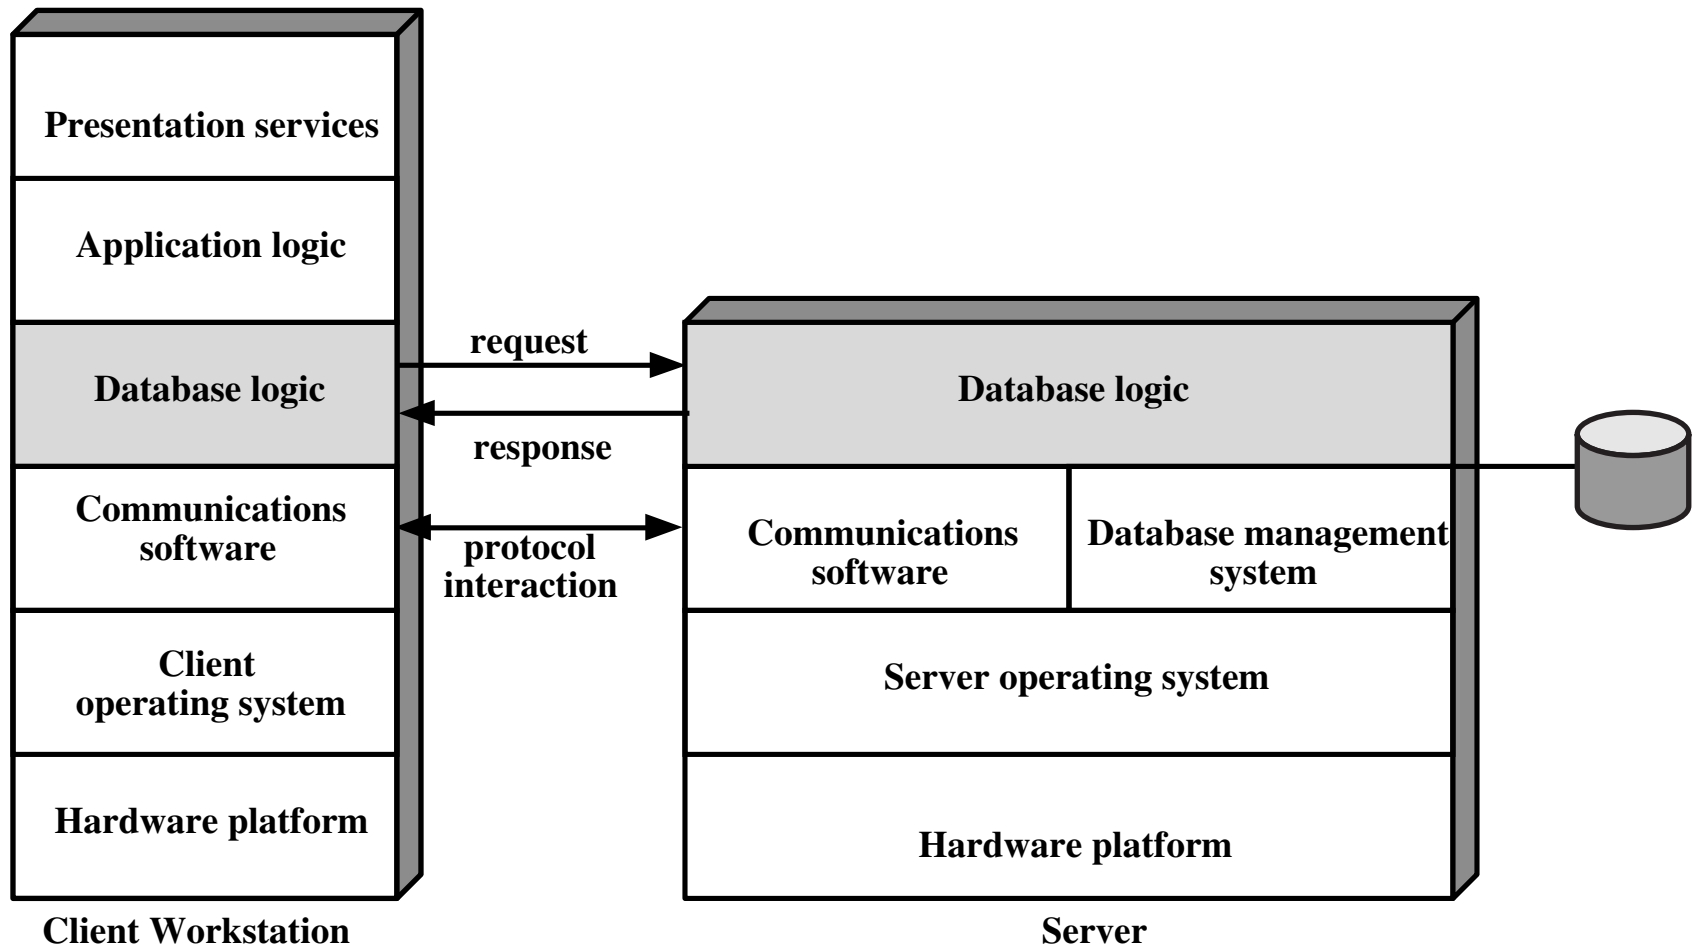 Presentation services
Application logic
Database logic
Communications
software
Client
operating system
Hardware platform
Client Workstation
request
response
protocol
interaction
Database logic
Communications
software
Database management
system
Server operating system
Hardware platform
Server